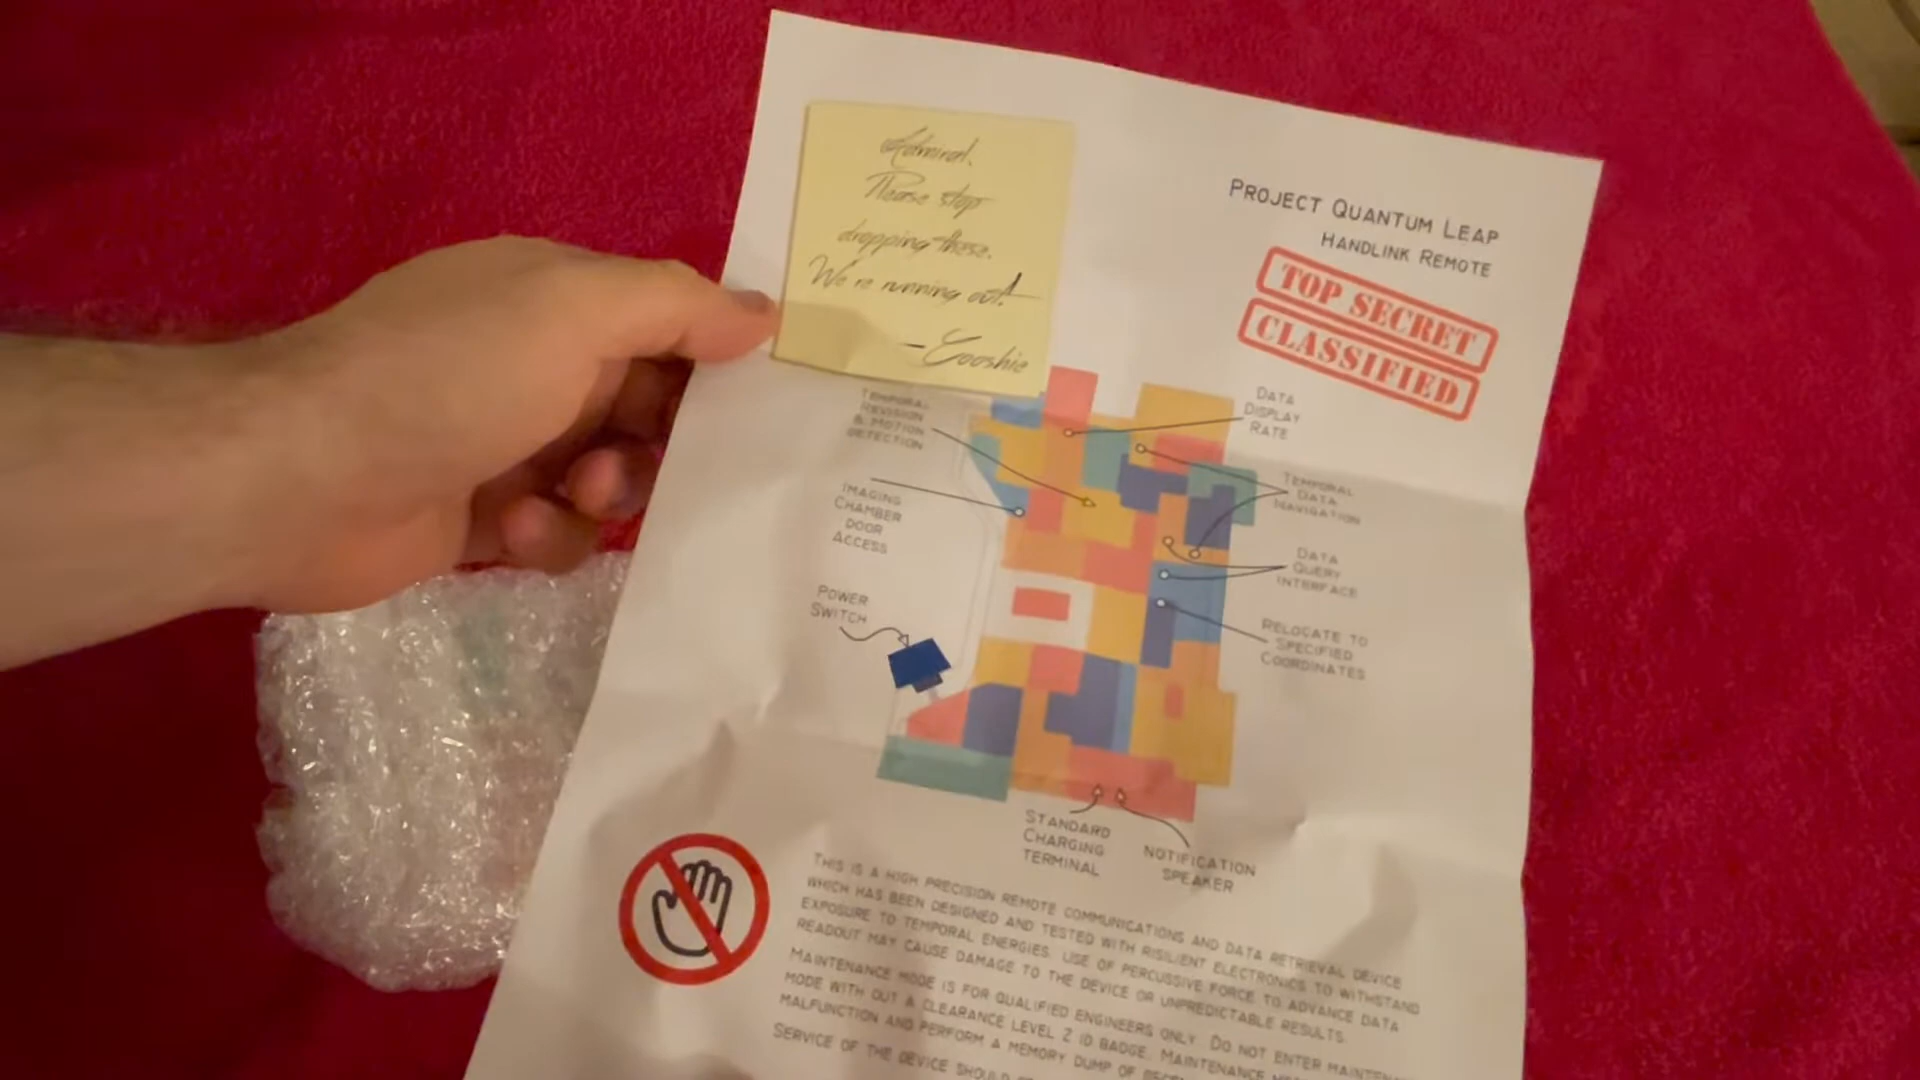 Admiral.
Please stop
dropping these.
We're running out!
— Gooshie
PROJECT QUANTUM LEAP
HANDLINK REMOTE
TOP SECRET
CLASSIFIED
TEMPORAL
REVISION
& MOTION
DETECTION
DATA
DISPLAY
RATE
IMAGING
CHAMBER
DOOR
ACCESS
TEMPORAL
DATA
NAVIGATION
DATA
QUERY
INTERFACE
POWER
SWITCH
RELOCATE TO
SPECIFIED
COORDINATES
STANDARD
CHARGING
TERMINAL
NOTIFICATION
SPEAKER
THIS IS A HIGH PRECISION REMOTE COMMUNICATIONS AND DATA RETRIEVAL DEVICE
WHICH HAS BEEN DESIGNED AND TESTED WITH RISILIENT ELECTRONICS TO WITHSTAND
EXPOSURE TO TEMPORAL ENERGIES. USE OF PERCUSSIVE FORCE TO ADVANCE DATA
READOUT MAY CAUSE DAMAGE TO THE DEVICE OR UNPREDICTABLE RESULTS.
MAINTENANCE MODE IS FOR QUALIFIED ENGINEERS ONLY. DO NOT ENTER MAINTENAN
MODE WITH OUT A CLEARANCE LEVEL 2 ID BADGE. MAINTENANCE
MALFUNCTION AND PERFORM A MEMORY DUMP OF
SERVICE OF THE DEVICE SHOULD